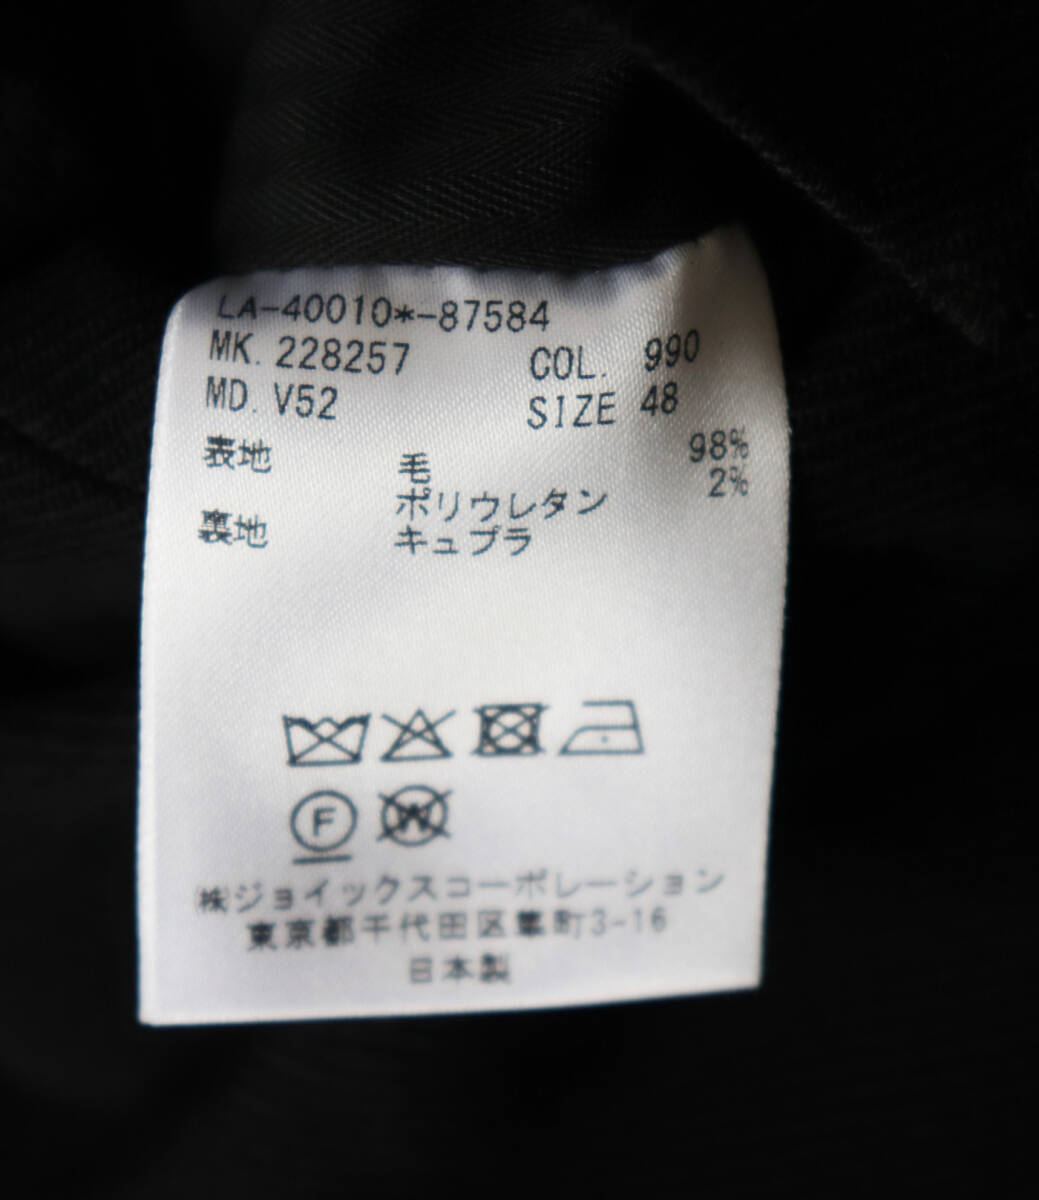 LA-40010*-87584
MK. 228257 COL. 990
MD. V52 SIZE 48
表地 毛 98%
ポリウレタン 2%
裏地 キュプラ
F W
㈱ジョイックスコーポレーション
東京都千代田区隼町3-16
日本製